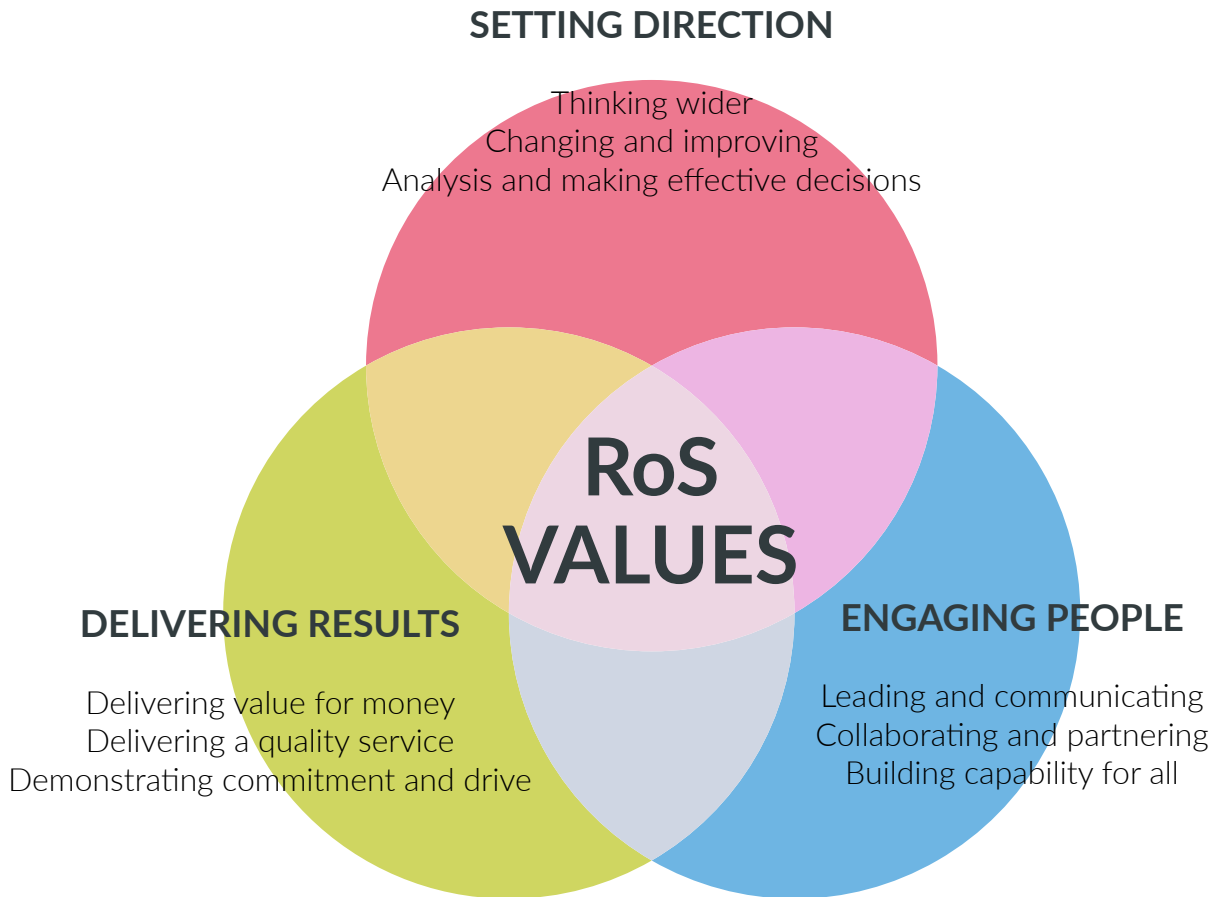 SETTING DIRECTION
Thinking wider
Changing and improving
Analysis and making effective decisions
RoS
VALUES
DELIVERING RESULTS
Delivering value for money
Delivering a quality service
Demonstrating commitment and drive
ENGAGING PEOPLE
Leading and communicating
Collaborating and partnering
Building capability for all